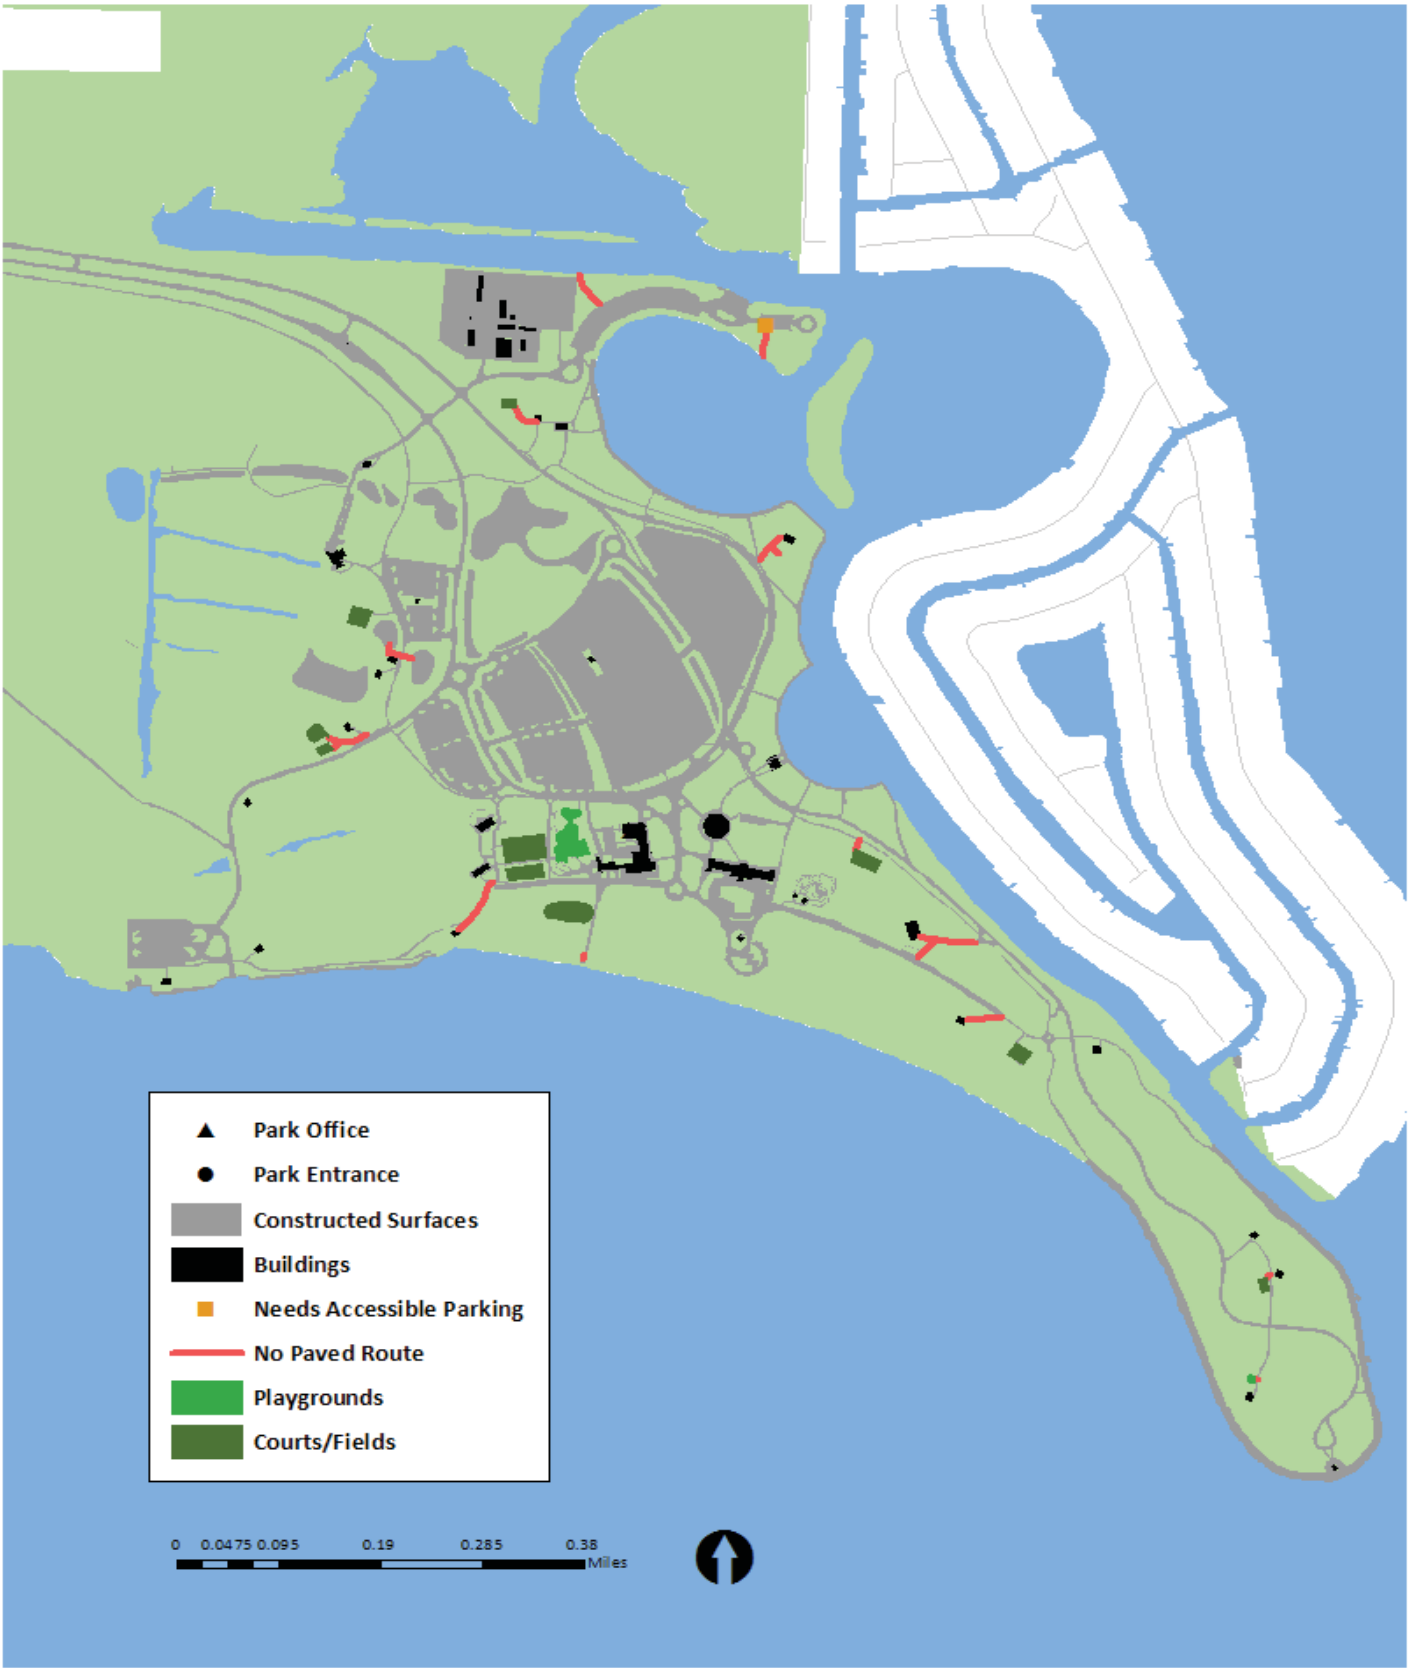 Park Office
Park Entrance
Constructed Surfaces
Buildings
Needs Accessible Parking
No Paved Route
Playgrounds
Courts/Fields
0 0.0475 0.095 0.19 0.285 0.38
Miles